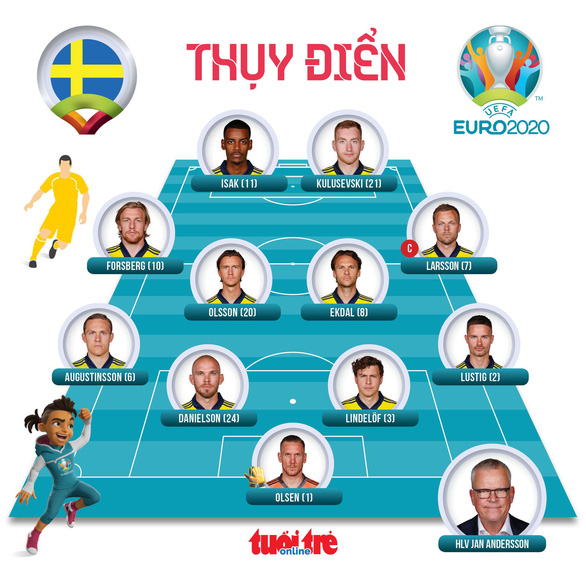 THỤY ĐIỂN
UEFA
EURO2020
TM
ISAK (11)
KULUSEVSKI (21)
FORSBERG (10)
C
LARSSON (7)
OLSSON (20)
EKDAL (8)
AUGUSTINSSON (6)
LUSTIG (2)
DANIELSON (24)
LINDELÖF (3)
OLSEN (1)
HLV JAN ANDERSSON
tuổi trẻ
online